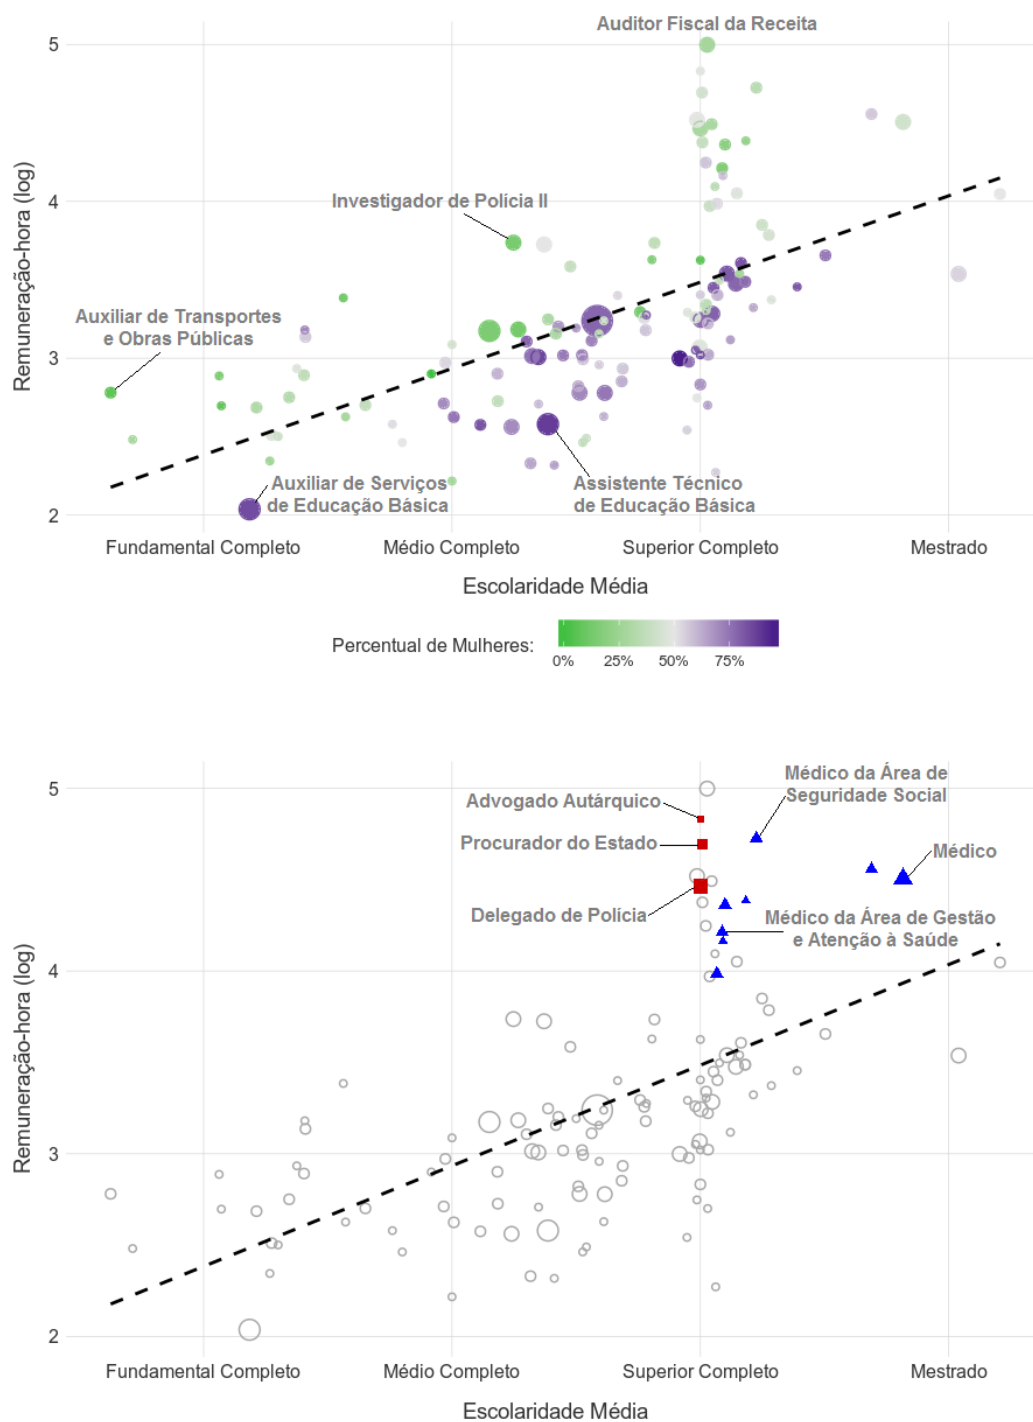 Auditor Fiscal da Receita
5
4
3
2
Remuneração-hora (log)
Investigador de Polícia II
Auxiliar de Transportes
e Obras Públicas
Auxiliar de Serviços
de Educação Básica
Assistente Técnico
de Educação Básica
Fundamental Completo
Médio Completo
Superior Completo
Mestrado
Escolaridade Média
Percentual de Mulheres:
0%
25%
50%
75%
5
4
3
2
Remuneração-hora (log)
Médico da Área de
Seguridade Social
Advogado Autárquico
Procurador do Estado
Médico
Delegado de Polícia
Médico da Área de Gestão
e Atenção à Saúde
Fundamental Completo
Médio Completo
Superior Completo
Mestrado
Escolaridade Média